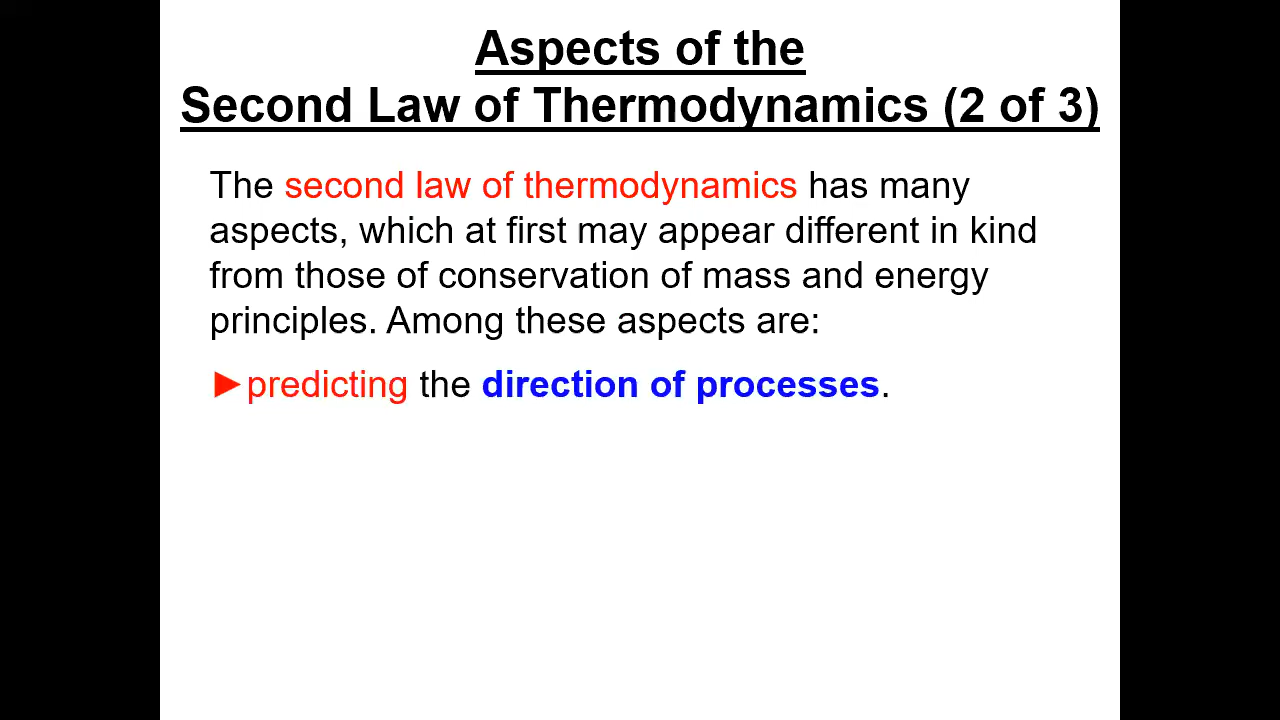 Aspects of the
Second Law of Thermodynamics (2 of 3)
The second law of thermodynamics has many
aspects, which at first may appear different in kind
from those of conservation of mass and energy
principles. Among these aspects are:
►predicting the direction of processes.